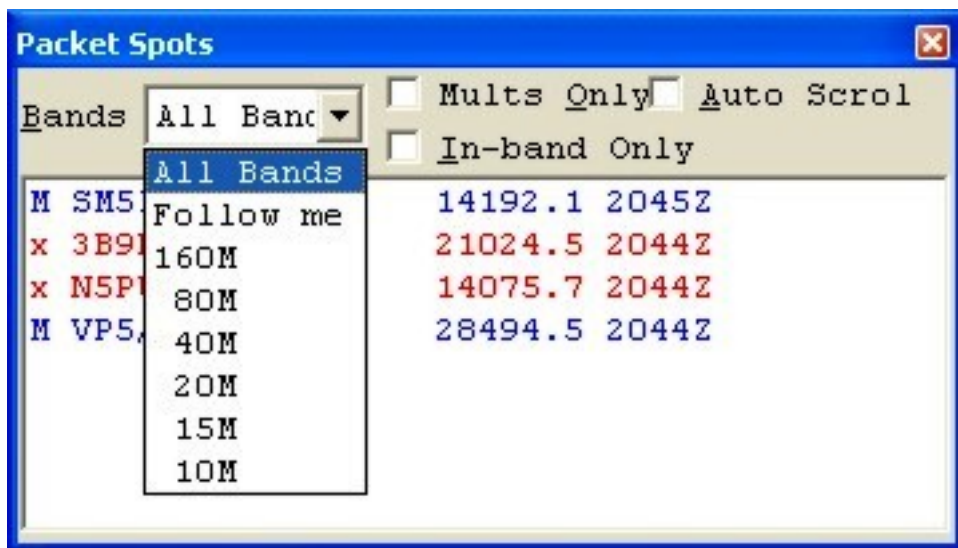 Packet Spots
Bands All Banc Mults Only Auto Scrol
In-band Only
All Bands
Follow me
160M
80M
40M
20M
15M
10M
M SM5 14192.1 2045Z
x 3B9 21024.5 2044Z
x N5P 14075.7 2044Z
M VP5/ 28494.5 2044Z